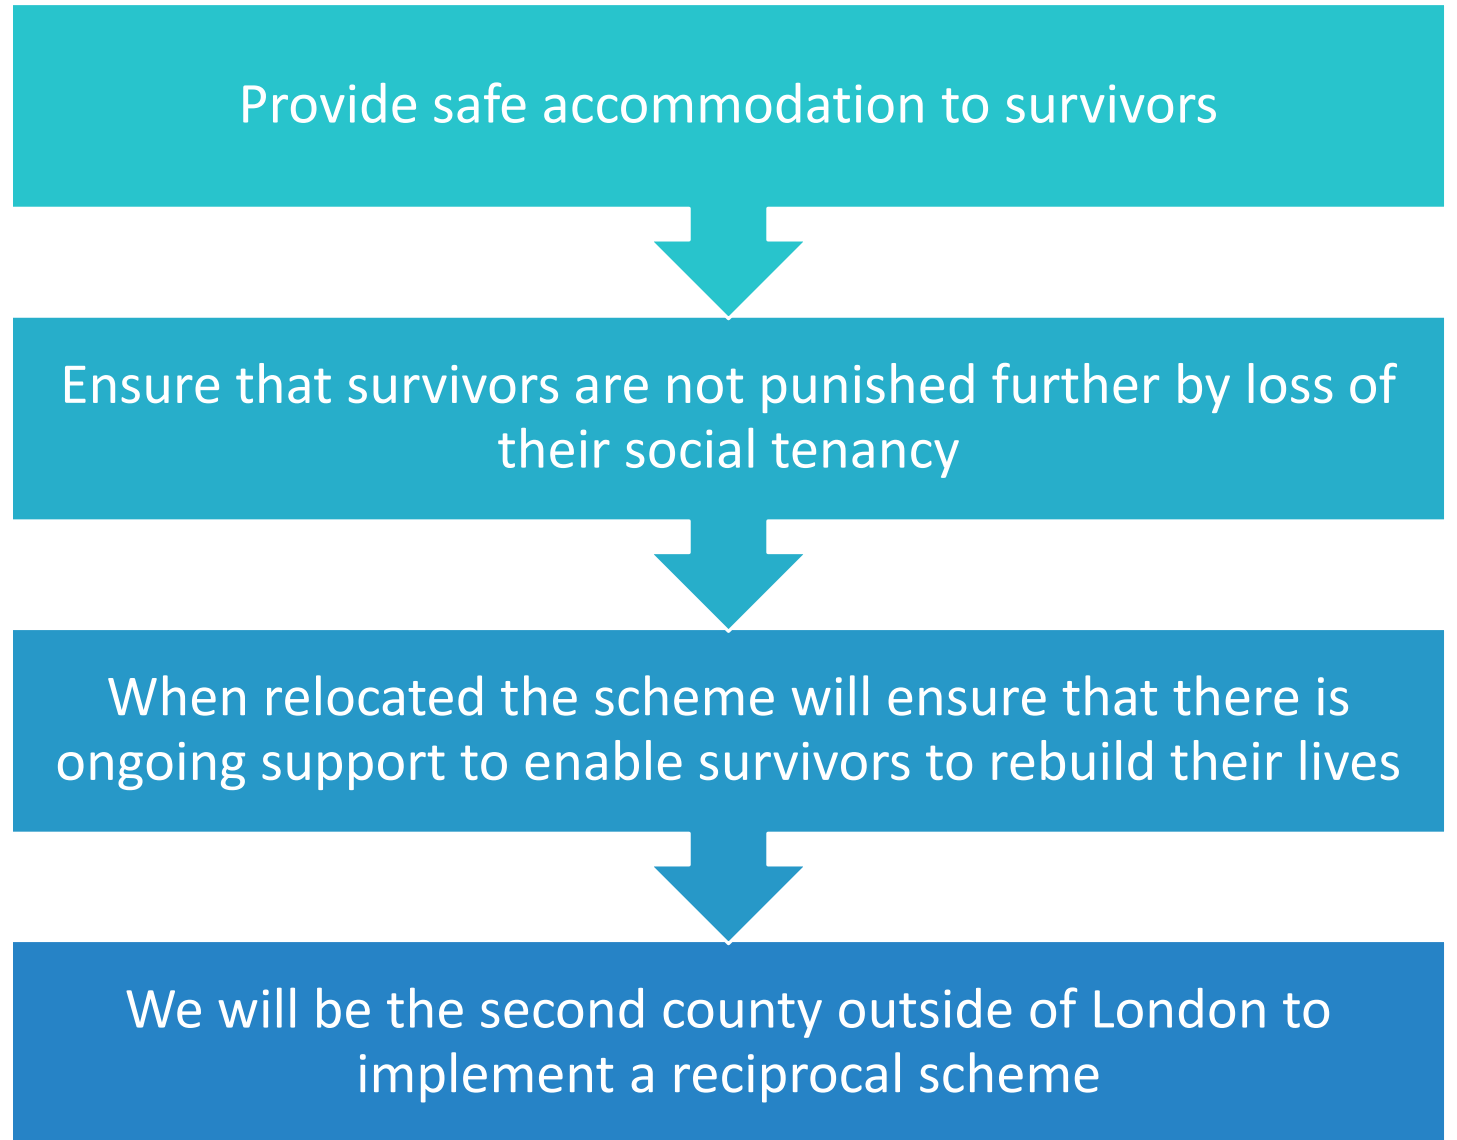 Provide safe accommodation to survivors
Ensure that survivors are not punished further by loss of
their social tenancy
When relocated the scheme will ensure that there is
ongoing support to enable survivors to rebuild their lives
We will be the second county outside of London to
implement a reciprocal scheme